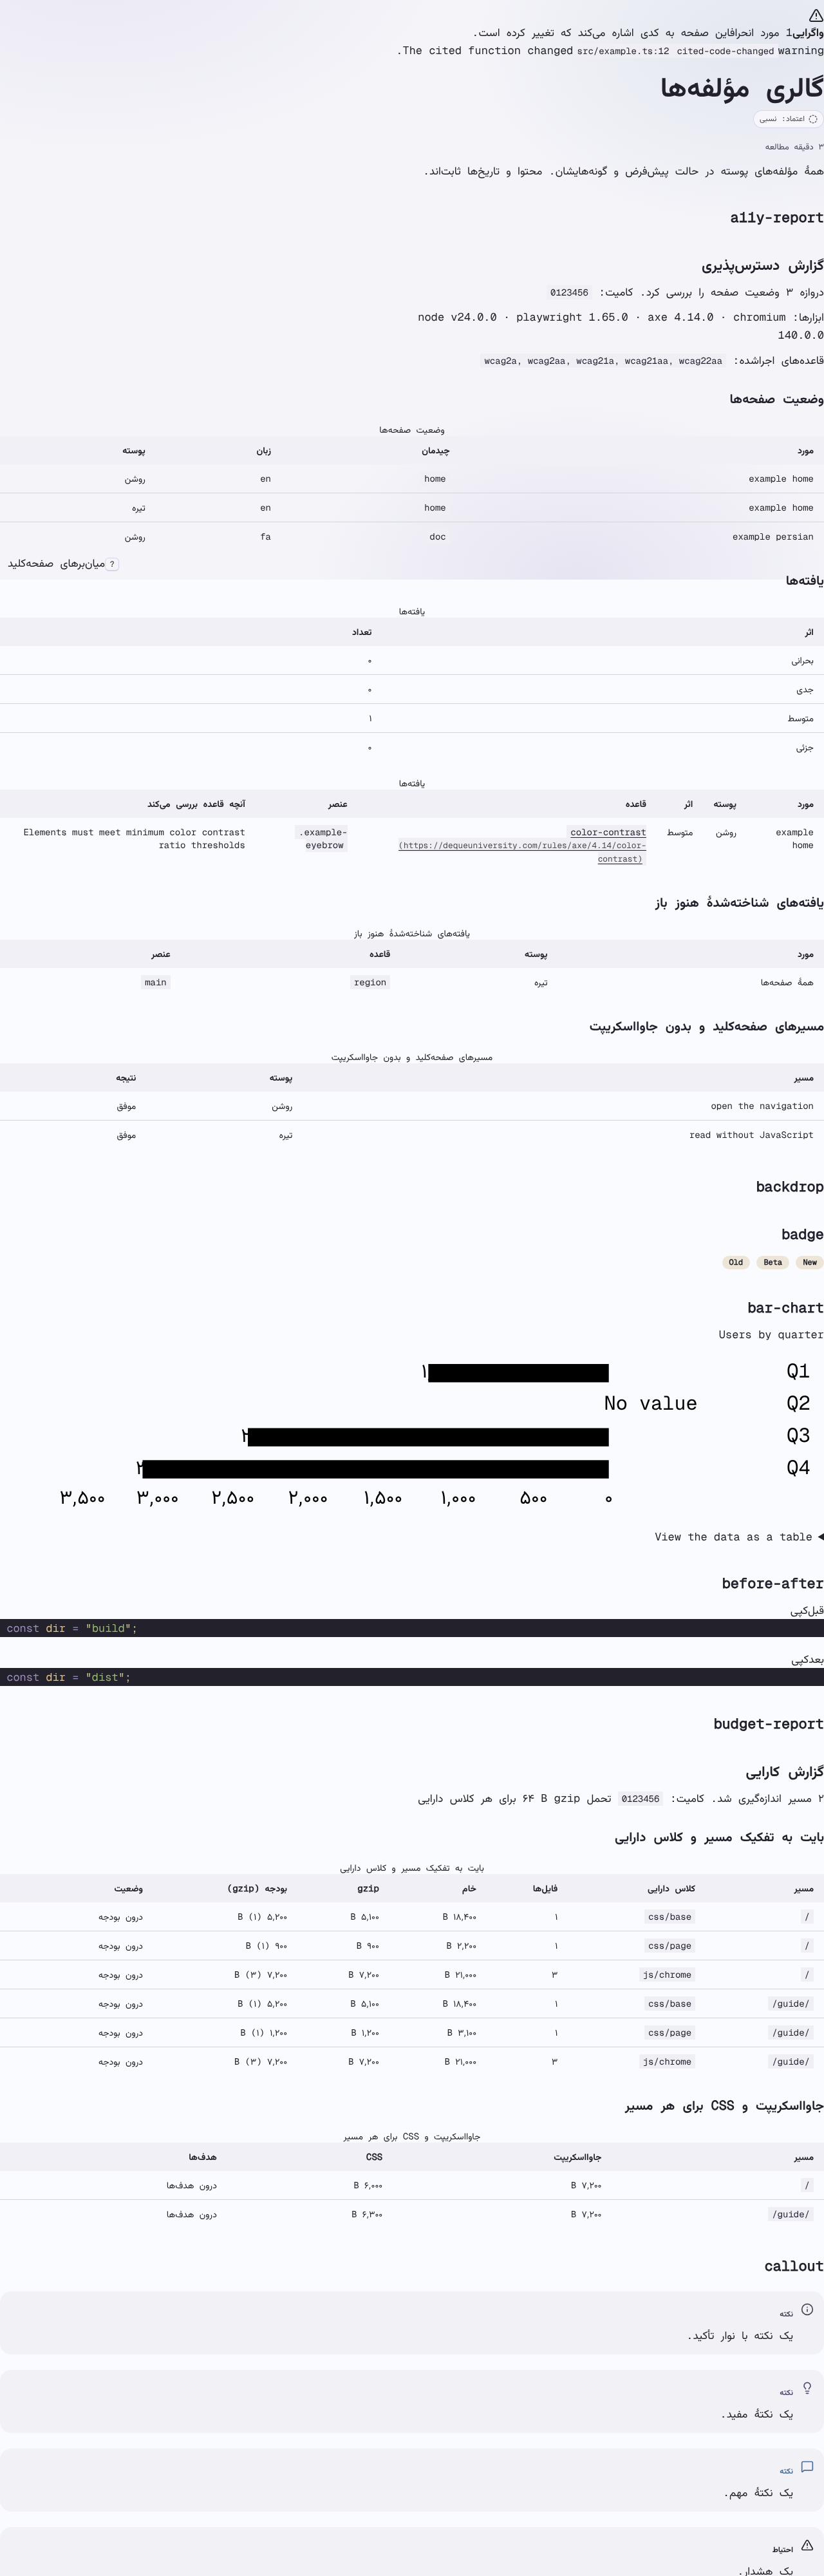 واگرایی1 مورد انحرافاین صفحه به کدی اشاره می‌کند که تغییر کرده است.
warning cited-code-changed src/example.ts:12 The cited function changed.
گالری مؤلفه‌ها
اعتماد: نسبی
۳ دقیقه مطالعه
همهٔ مؤلفه‌های پوسته در حالت پیش‌فرض و گونه‌هایشان. محتوا و تاریخ‌ها ثابت‌اند.
a11y-report
گزارش دسترس‌پذیری
دروازه ۳ وضعیت صفحه را بررسی کرد. کامیت: 0123456
ابزارها: node v24.0.0 · playwright 1.65.0 · axe 4.14.0 · chromium
140.0.0
قاعده‌های اجراشده: wcag2a, wcag2aa, wcag21a, wcag21aa, wcag22aa
وضعیت صفحه‌ها
وضعیت صفحه‌ها
مورد چیدمان زبان پوسته
example home home en روشن
example home home en تیره
example persian doc fa روشن
? میان‌برهای صفحه‌کلید
یافته‌ها
یافته‌ها
اثر تعداد
بحرانی ۰
جدی ۰
متوسط ۱
جزئی ۰
یافته‌ها
مورد پوسته اثر قاعده عنصر آنچه قاعده بررسی می‌کند
example home روشن متوسط color-contrast (https://dequeuniversity.com/rules/axe/4.14/color-contrast) .example-eyebrow Elements must meet minimum color contrast ratio thresholds
یافته‌های شناخته‌شدهٔ هنوز باز
یافته‌های شناخته‌شدهٔ هنوز باز
مورد پوسته قاعده عنصر
همهٔ صفحه‌ها تیره region main
مسیرهای صفحه‌کلید و بدون جاوااسکریپت
مسیرهای صفحه‌کلید و بدون جاوااسکریپت
مسیر پوسته نتیجه
open the navigation روشن موفق
read without JavaScript تیره موفق
backdrop
badge
New Beta Old
bar-chart
Users by quarter
Q1 ۱
Q2 No value
Q3 ۲
Q4 ۳
۰ ۵۰۰ ۱,۰۰۰ ۱,۵۰۰ ۲,۰۰۰ ۲,۵۰۰ ۳,۰۰۰ ۳,۵۰۰
View the data as a table
before-after
قبل‌کپی
const dir = "build";
بعدکپی
const dir = "dist";
budget-report
گزارش کارایی
۲ مسیر اندازه‌گیری شد. کامیت: 0123456 تحمل ۶۴ B gzip برای هر کلاس دارایی
بایت به تفکیک مسیر و کلاس دارایی
بایت به تفکیک مسیر و کلاس دارایی
مسیر کلاس دارایی فایل‌ها خام gzip بودجه (gzip) وضعیت
/ css/base ۱ ۱۸,۴۰۰ B ۵,۱۰۰ B ۵,۲۰۰ B (۱) درون بودجه
/ css/page ۱ ۲,۲۰۰ B ۹۰۰ B ۹۰۰ B (۱) درون بودجه
/ js/chrome ۳ ۲۱,۰۰۰ B ۷,۲۰۰ B ۷,۲۰۰ B (۳) درون بودجه
/guide/ css/base ۱ ۱۸,۴۰۰ B ۵,۱۰۰ B ۵,۲۰۰ B (۱) درون بودجه
/guide/ css/page ۱ ۳,۱۰۰ B ۱,۲۰۰ B ۱,۲۰۰ B (۱) درون بودجه
/guide/ js/chrome ۳ ۲۱,۰۰۰ B ۷,۲۰۰ B ۷,۲۰۰ B (۳) درون بودجه
جاوااسکریپت و CSS برای هر مسیر
جاوااسکریپت و CSS برای هر مسیر
مسیر جاوااسکریپت CSS هدف‌ها
/ ۷,۲۰۰ B ۶,۰۰۰ B درون هدف‌ها
/guide/ ۷,۲۰۰ B ۶,۳۰۰ B درون هدف‌ها
callout
نکته
یک نکته با نوار تأکید.
نکته
یک نکتهٔ مفید.
نکته
یک نکتهٔ مهم.
احتیاط
یک هشدار.